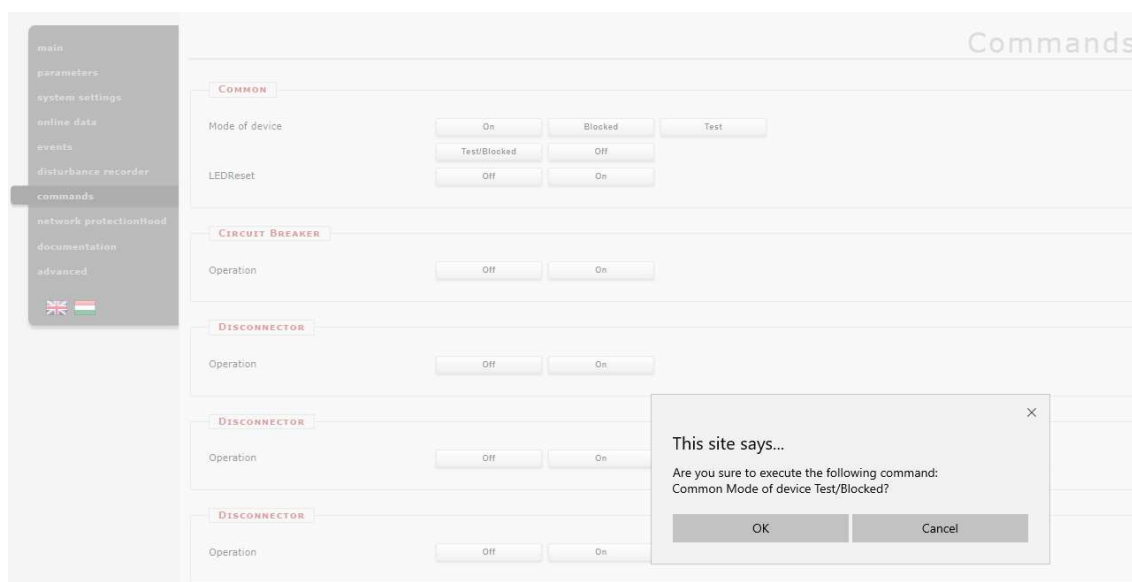 Commands
main
parameters
system settings
online data
events
disturbance recorder
commands
network protectionHood
documentation
advanced
COMMON
Mode of device On Blocked Test
Test/Blocked Off
LEDReset Off On
CIRCUIT BREAKER
Operation Off On
DISCONNECTOR
Operation Off On
DISCONNECTOR
Operation Off On
DISCONNECTOR
Operation Off On
This site says...
Are you sure to execute the following command:
Common Mode of device Test/Blocked?
OK Cancel